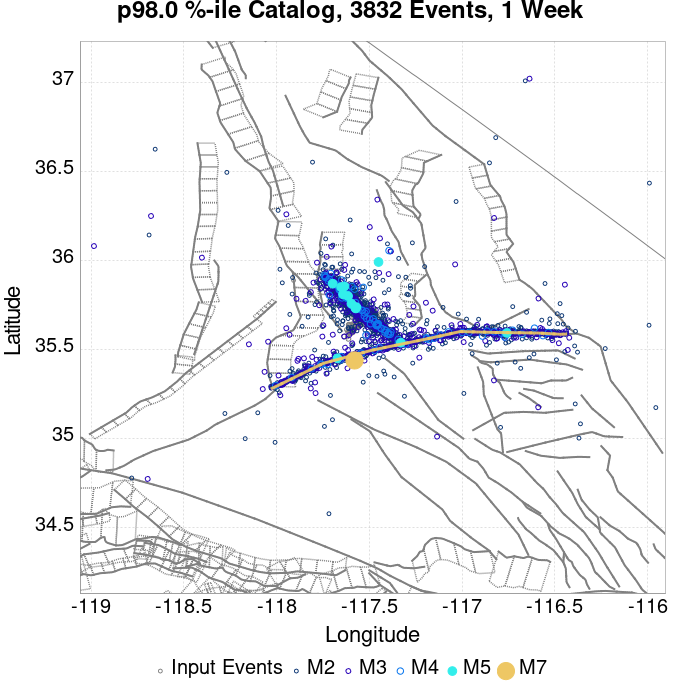 p98.0 %-ile Catalog, 3832 Events, 1 Week
37
36.5
36
35.5
35
34.5
Latitude
-119 -118.5 -118 -117.5 -117 -116.5 -116
Longitude
Input Events M2 M3 M4 M5 M7